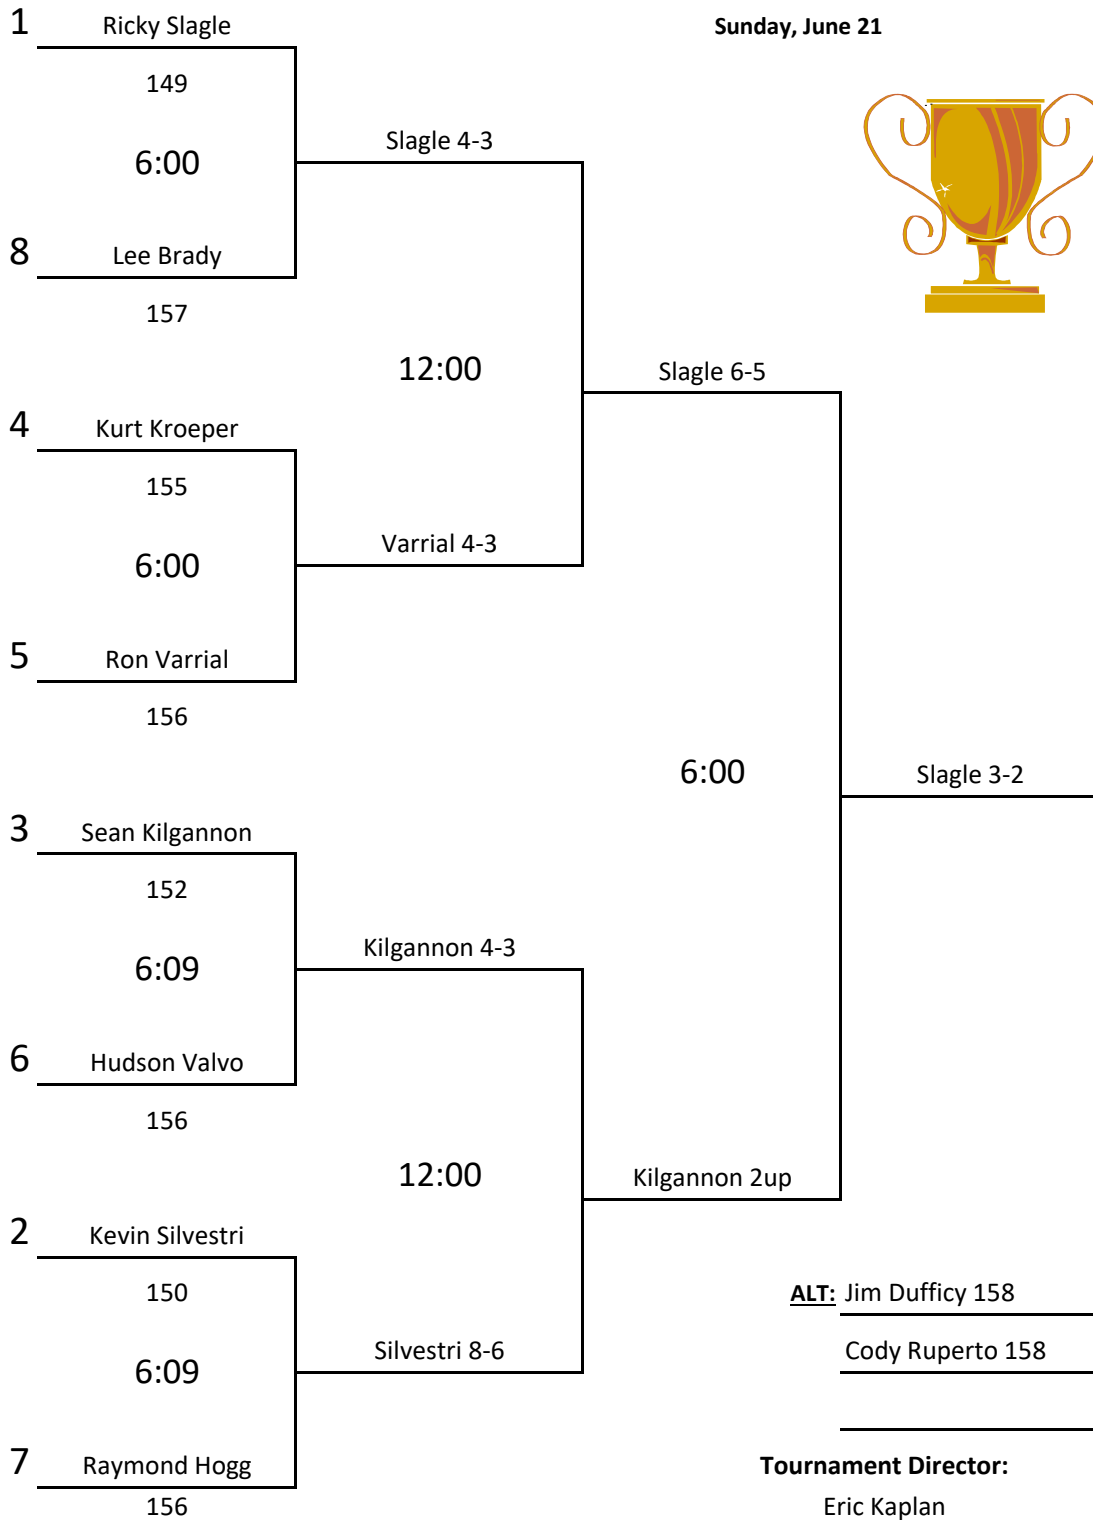 Sunday, June 21
1 Ricky Slagle
149
6:00
Slagle 4-3
8 Lee Brady
157
12:00
Slagle 6-5
4 Kurt Kroeper
155
6:00
Varrial 4-3
5 Ron Varrial
156
6:00
Slagle 3-2
3 Sean Kilgannon
152
6:09
Kilgannon 4-3
6 Hudson Valvo
156
12:00
Kilgannon 2up
2 Kevin Silvestri
150
6:09
Silvestri 8-6
7 Raymond Hogg
156
ALT: Jim Dufficy 158
Cody Ruperto 158
Tournament Director:
Eric Kaplan